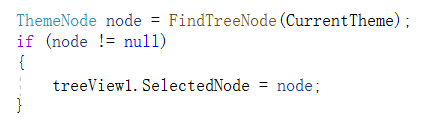 ThemeNode node = FindTreeNode(CurrentTheme);
if (node != null)
{
treeView1.SelectedNode = node;
}